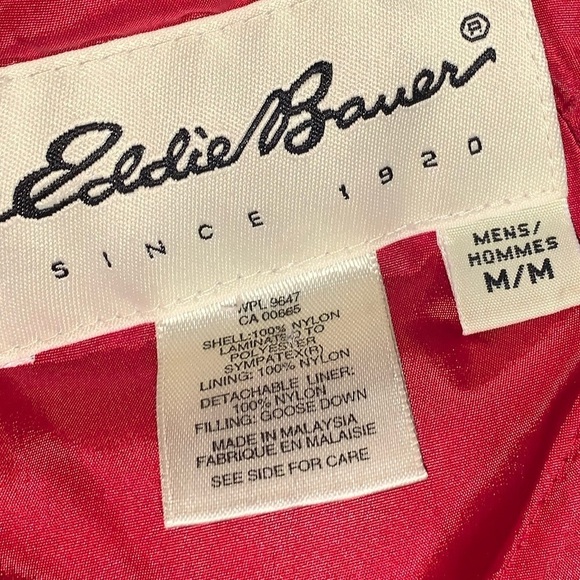 Eddie Bauer ®
SINCE 1920
MENS/
HOMMES
M/M
WPL 9647
CA 00665
SHELL:100% NYLON
LAMINATED TO
POLYESTER
SYMPATEX(R)
LINING: 100% NYLON
DETACHABLE LINER:
100% NYLON
FILLING: GOOSE DOWN
MADE IN MALAYSIA
FABRIQUE EN MALAISIE
SEE SIDE FOR CARE